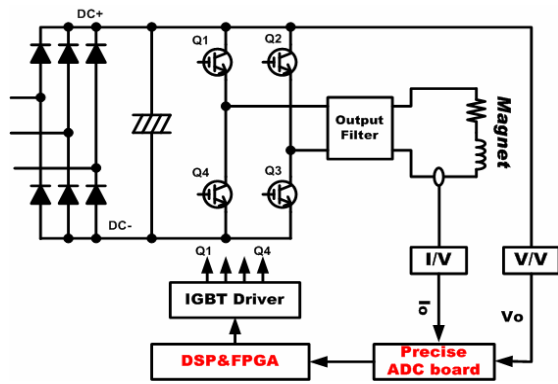 DC+
Q1
Q2
Output
Filter
Magnet
Q4
Q3
DC-
Q1
Q4
I/V
V/V
IGBT Driver
Io
Vo
DSP&FPGA
Precise
ADC board